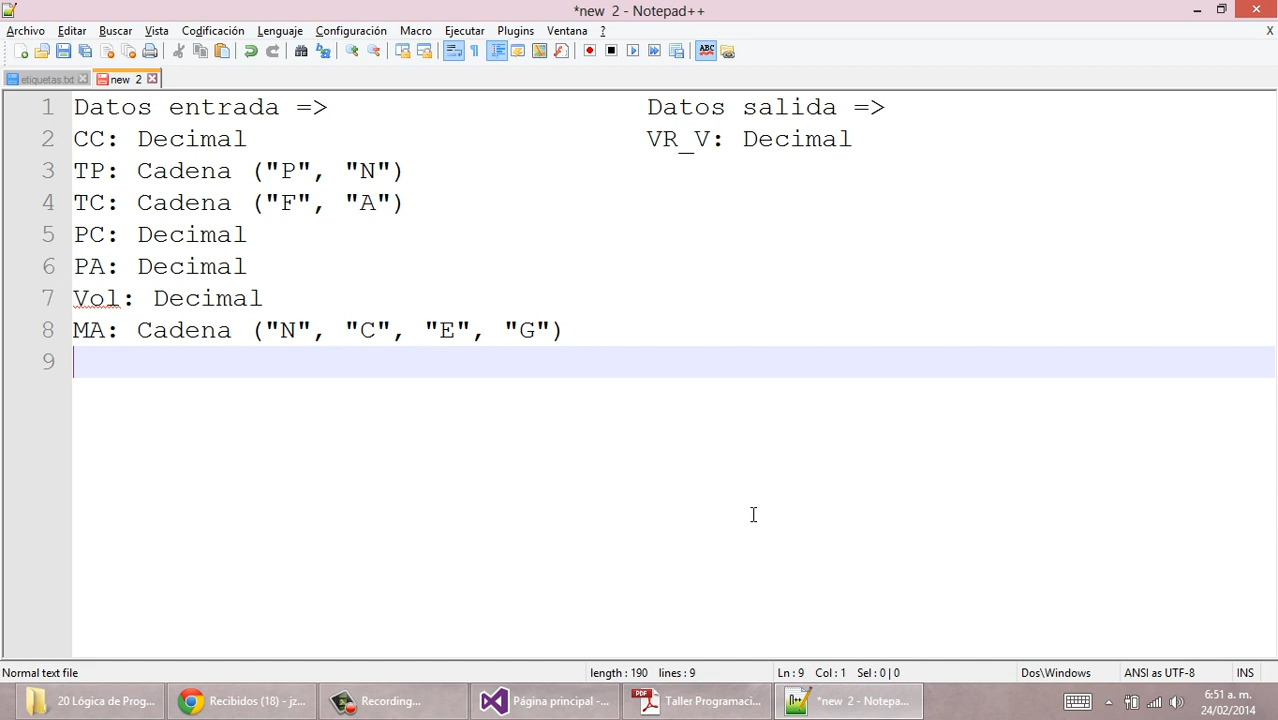 *new 2 - Notepad++
Archivo Editar Buscar Vista Codificación Lenguaje Configuración Macro Ejecutar Plugins Ventana ? X
ABC
etiquetas.txt new 2
1 Datos entrada => Datos salida =>
2 CC: Decimal VR_V: Decimal
3 TP: Cadena ("P", "N")
4 TC: Cadena ("F", "A")
5 PC: Decimal
6 PA: Decimal
7 Vol: Decimal
8 MA: Cadena ("N", "C", "E", "G")
9
Normal text file length : 190 lines : 9 Ln : 9 Col : 1 Sel : 0 | 0 Dos\Windows ANSI as UTF-8 INS
20 Lógica de Prog... Recibidos (18) - jz... Recording... Página principal -... Taller Programaci... *new 2 - Notepa... 6:51 a. m.
24/02/2014